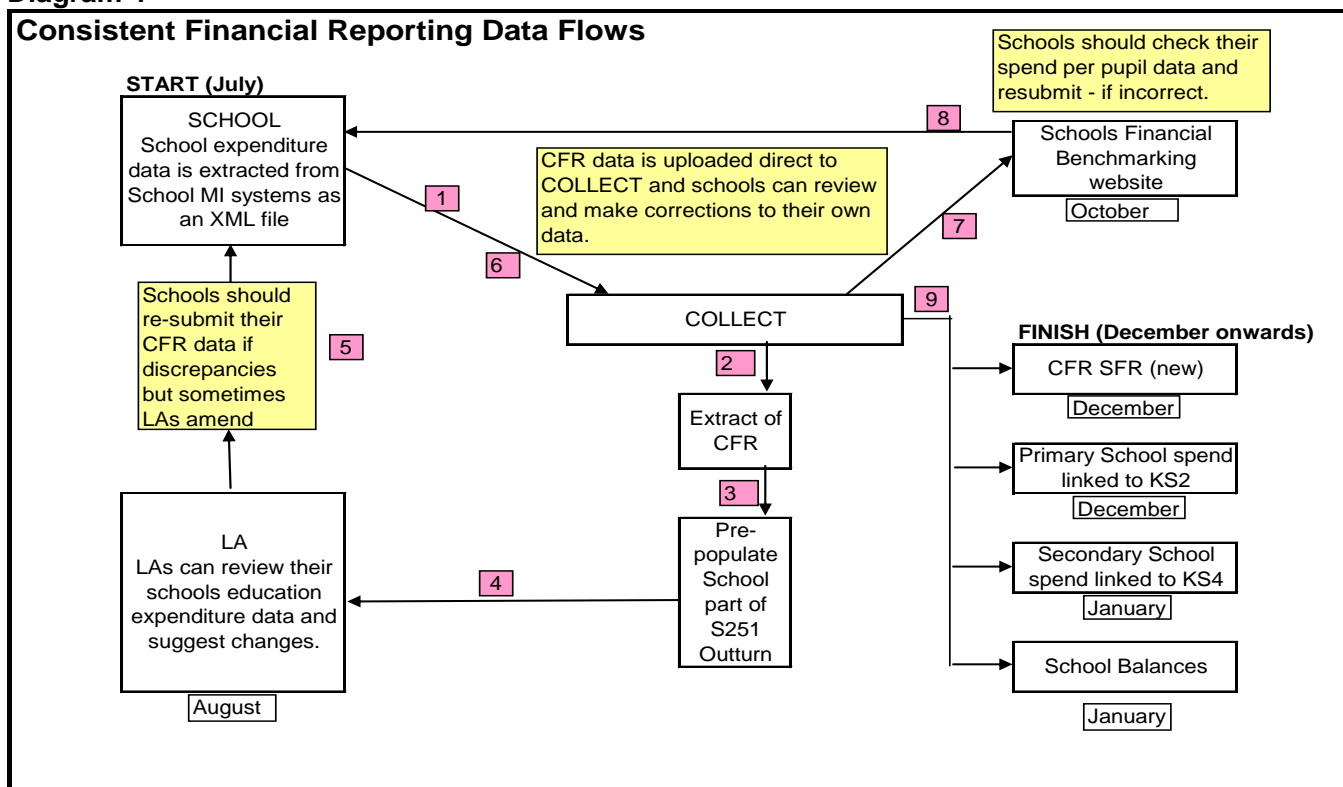 Consistent Financial Reporting Data Flows
Schools should check their
spend per pupil data and
resubmit - if incorrect.
START (July)
SCHOOL
School expenditure
data is extracted from
School MI systems as
an XML file
8
Schools Financial
Benchmarking
website
October
CFR data is uploaded direct to
COLLECT and schools can review
and make corrections to their own
data.
1
7
6
Schools should
re-submit their
CFR data if
discrepancies
but sometimes
LAs amend
5
COLLECT
9
FINISH (December onwards)
CFR SFR (new)
December
2
Extract of
CFR
Primary School spend
linked to KS2
December
3
Pre-
populate
School
part of
S251
Outturn
4
LA
LAs can review their
schools education
expenditure data and
suggest changes.
August
Secondary School
spend linked to KS4
January
School Balances
January